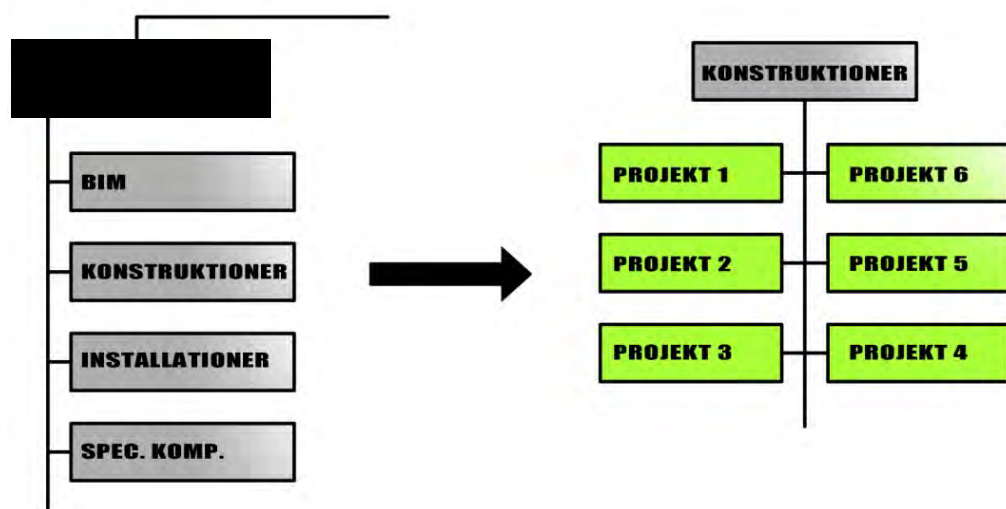 BIM
KONSTRUKTIONER
INSTALLATIONER
SPEC. KOMP.
KONSTRUKTIONER
PROJEKT 1
PROJEKT 6
PROJEKT 2
PROJEKT 5
PROJEKT 3
PROJEKT 4